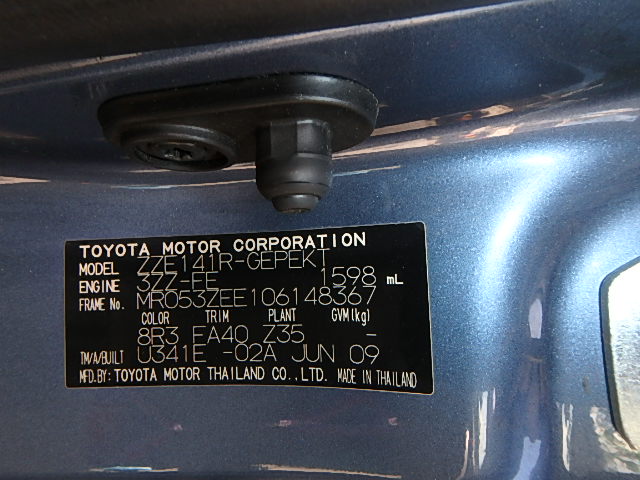 TOYOTA MOTOR CORPORATION
MODEL ZZE141R-GEPEKT
ENGINE 3ZZ-FE 1598 mL
FRAME No. MR053ZEE106148367
COLOR TRIM PLANT GVM(kg)
8R3 FA40 Z35 -
TM/A/BUILT U341E -02A JUN 09
MFD.BY: TOYOTA MOTOR THAILAND CO.,LTD. MADE IN THAILAND